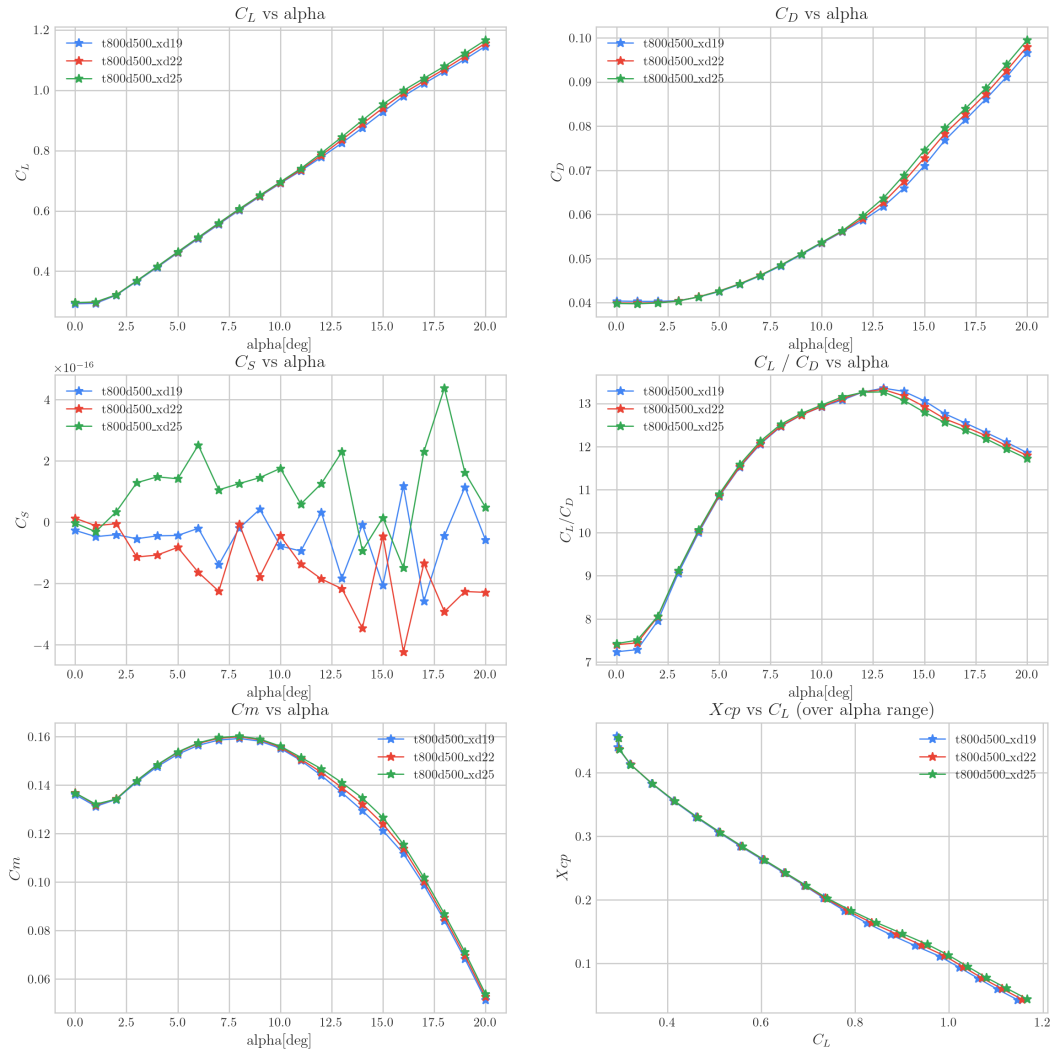 C_L vs alpha
t800d500_xd19
t800d500_xd22
t800d500_xd25
1.2
1.0
0.8
0.6
0.4
C_L
0.0 2.5 5.0 7.5 10.0 12.5 15.0 17.5 20.0
alpha[deg]
C_D vs alpha
t800d500_xd19
t800d500_xd22
t800d500_xd25
0.10
0.09
0.08
0.07
0.06
0.05
0.04
C_D
0.0 2.5 5.0 7.5 10.0 12.5 15.0 17.5 20.0
alpha[deg]
C_S vs alpha
×10⁻¹⁶
t800d500_xd19
t800d500_xd22
t800d500_xd25
4
2
0
−2
−4
C_S
0.0 2.5 5.0 7.5 10.0 12.5 15.0 17.5 20.0
alpha[deg]
C_L / C_D vs alpha
t800d500_xd19
t800d500_xd22
t800d500_xd25
13
12
11
10
9
8
7
C_L/C_D
0.0 2.5 5.0 7.5 10.0 12.5 15.0 17.5 20.0
alpha[deg]
Cm vs alpha
t800d500_xd19
t800d500_xd22
t800d500_xd25
0.16
0.14
0.12
0.10
0.08
0.06
Cm
0.0 2.5 5.0 7.5 10.0 12.5 15.0 17.5 20.0
alpha[deg]
Xcp vs C_L (over alpha range)
t800d500_xd19
t800d500_xd22
t800d500_xd25
0.4
0.3
0.2
0.1
Xcp
0.4 0.6 0.8 1.0 1.2
C_L